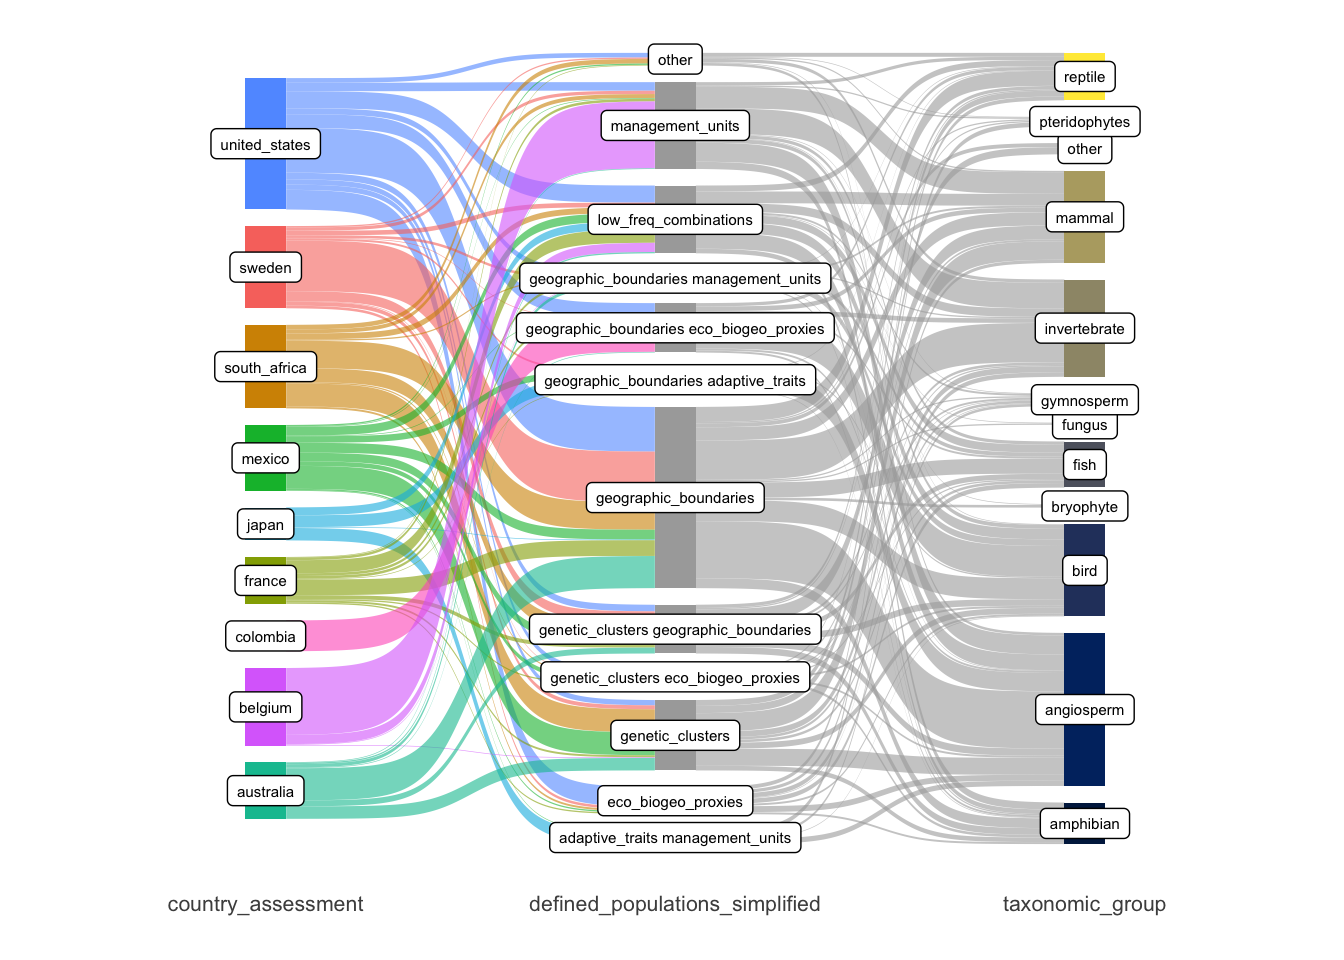 united_states
sweden
south_africa
mexico
japan
france
colombia
belgium
australia
other
management_units
low_freq_combinations
geographic_boundaries management_units
geographic_boundaries eco_biogeo_proxies
geographic_boundaries adaptive_traits
geographic_boundaries
genetic_clusters geographic_boundaries
genetic_clusters eco_biogeo_proxies
genetic_clusters
eco_biogeo_proxies
adaptive_traits management_units
reptile
pteridophytes
other
mammal
invertebrate
gymnosperm
fungus
fish
bryophyte
bird
angiosperm
amphibian
country_assessment
defined_populations_simplified
taxonomic_group